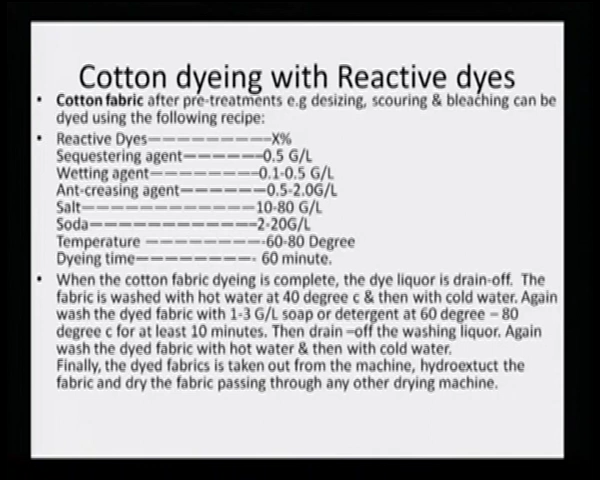 Cotton dyeing with Reactive dyes
• Cotton fabric after pre-treatments e.g desizing, scouring & bleaching can be
dyed using the following recipe:
• Reactive Dyes———————————X%
Sequestering agent——————0.5 G/L
Wetting agent————————-0.1-0.5 G/L
Ant-creasing agent———————0.5-2.0G/L
Salt————————————————10-80 G/L
Soda———————————————2-20G/L
Temperature ——————————-60-80 Degree
Dyeing time————————————- 60 minute.
• When the cotton fabric dyeing is complete, the dye liquor is drain-off. The
fabric is washed with hot water at 40 degree c & then with cold water. Again
wash the dyed fabric with 1-3 G/L soap or detergent at 60 degree – 80
degree c for at least 10 minutes. Then drain –off the washing liquor. Again
wash the dyed fabric with hot water & then with cold water.
Finally, the dyed fabrics is taken out from the machine, hydroextuct the
fabric and dry the fabric passing through any other drying machine.